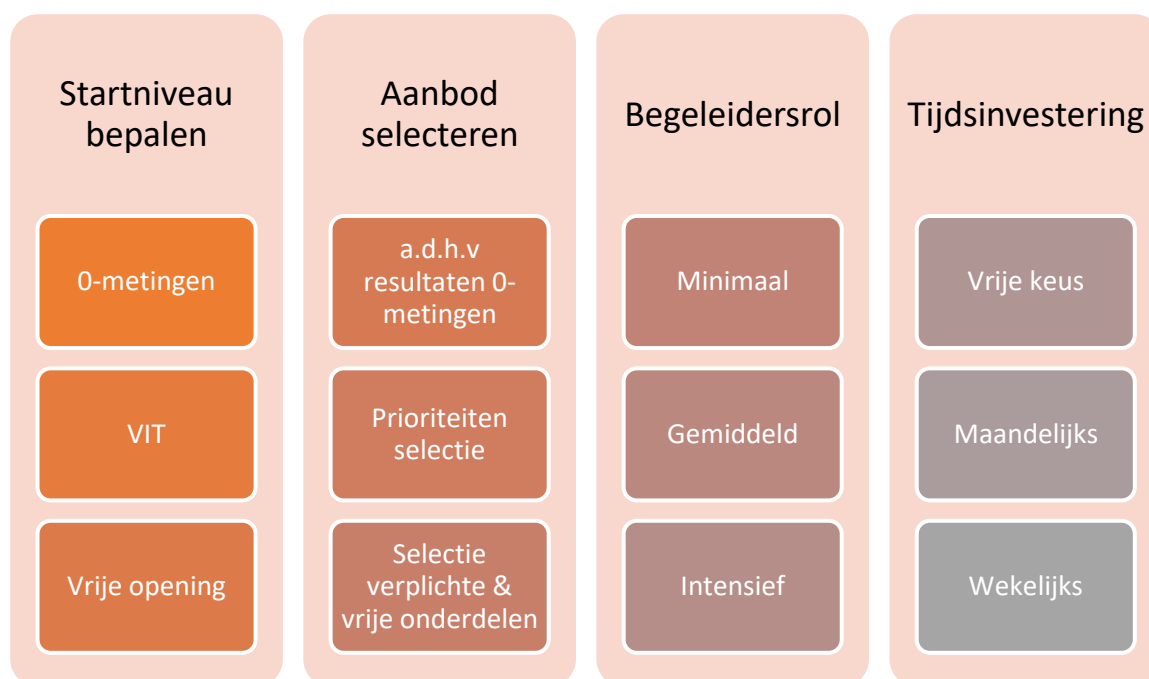 Startniveau
bepalen
0-metingen
VIT
Vrije opening
Aanbod
selecteren
a.d.h.v
resultaten 0-
metingen
Prioriteiten
selectie
Selectie
verplichte &
vrije onderdelen
Begeleidersrol
Minimaal
Gemiddeld
Intensief
Tijdsinvestering
Vrije keus
Maandelijks
Wekelijks